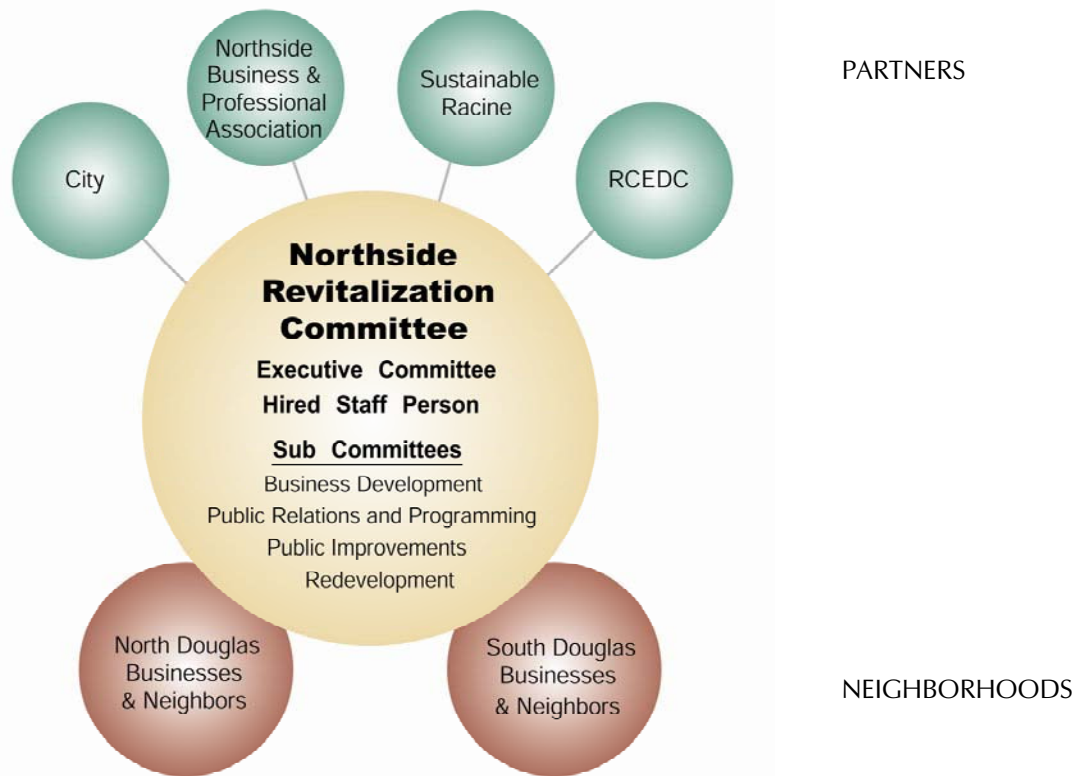 PARTNERS
City
Northside
Business &
Professional
Association
Sustainable
Racine
RCEDC
Northside
Revitalization
Committee
Executive Committee
Hired Staff Person
Sub Committees
Business Development
Public Relations and Programming
Public Improvements
Redevelopment
North Douglas
Businesses
& Neighbors
South Douglas
Businesses
& Neighbors
NEIGHBORHOODS